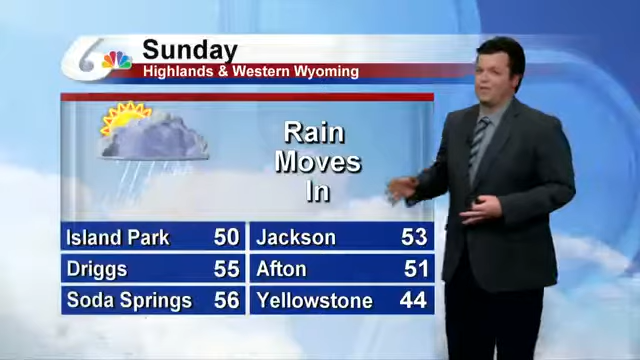 6 Sunday
Highlands & Western Wyoming
Rain
Moves
In
Island Park 50 Jackson 53
Driggs 55 Afton 51
Soda Springs 56 Yellowstone 44